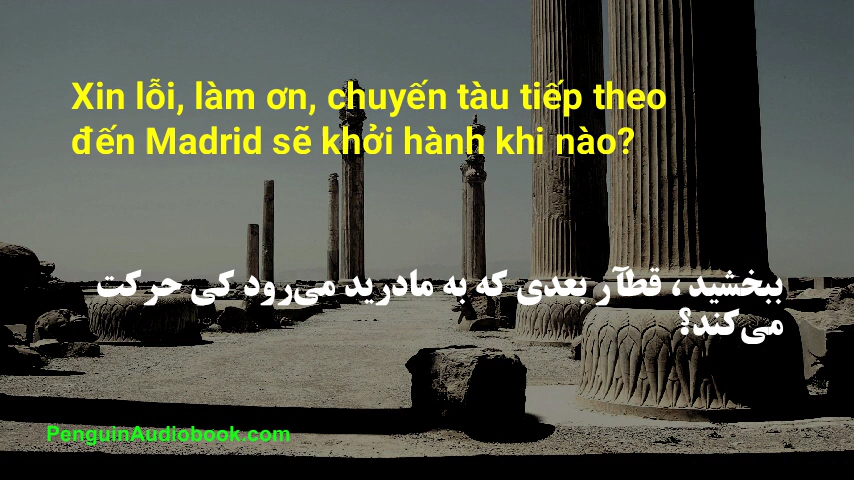 Xin lỗi, làm ơn, chuyến tàu tiếp theo
đến Madrid sẽ khởi hành khi nào?
ببخشید، قطآر بعدی که به مادرید می‌رود کی حرکت
می‌کند؟
PenguinAudiobook.com